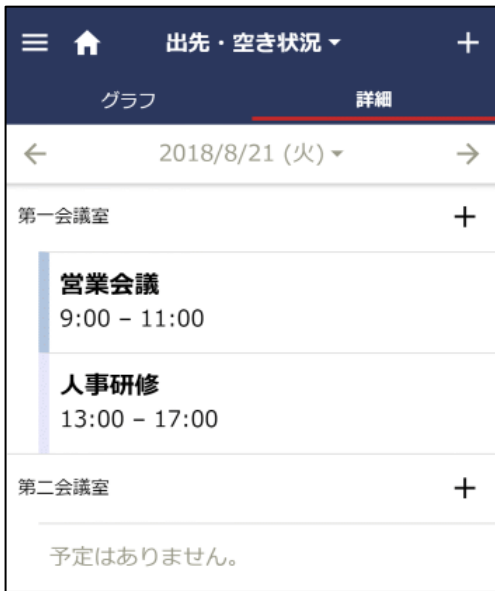 出先・空き状況
グラフ 詳細
2018/8/21 (火)
第一会議室
営業会議
9:00 – 11:00
人事研修
13:00 – 17:00
第二会議室
予定はありません。